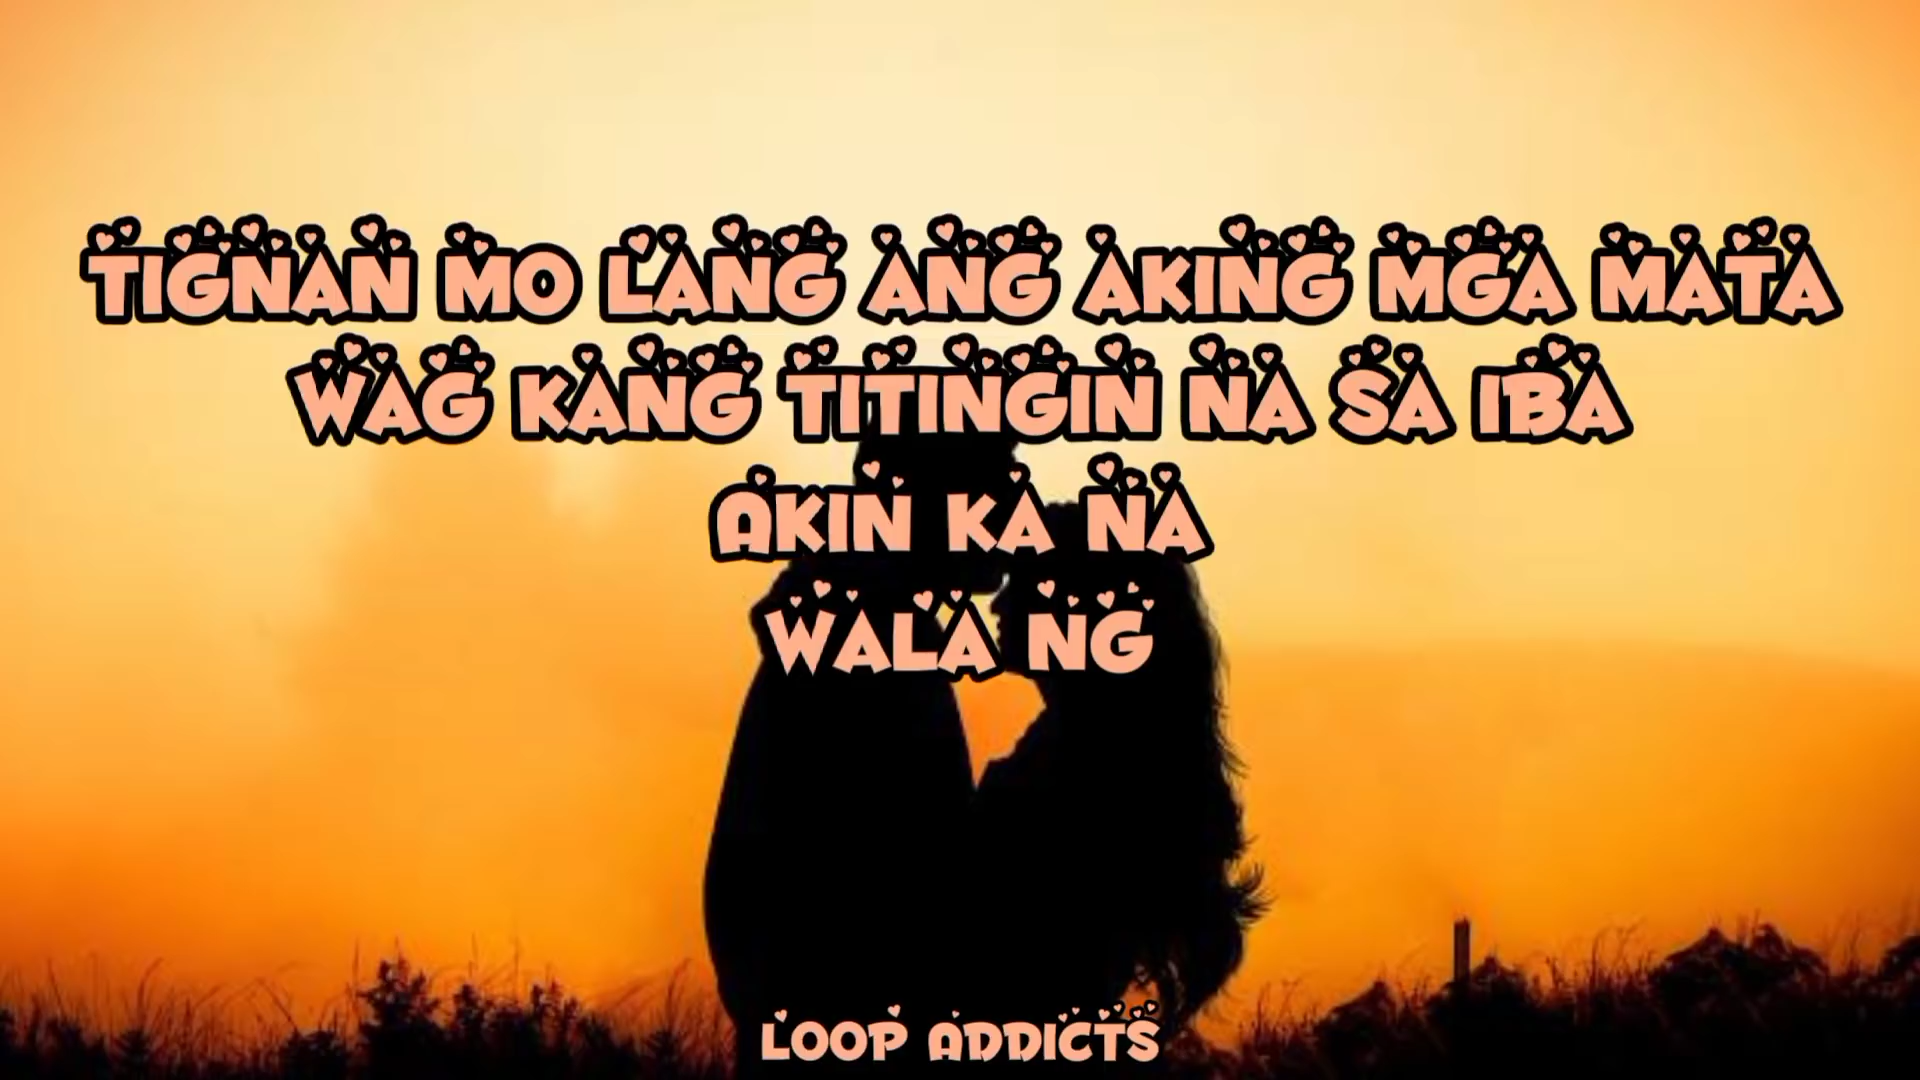 TIGNAN MO LANG ANG AKING MGA MATA
WAG KANG TITINGIN NA SA IBA
AKIN KA NA
WALA NG
LOOP ADDICTS